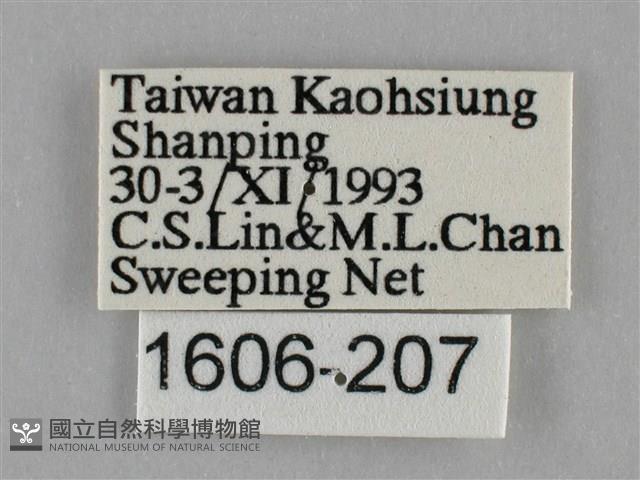 Taiwan Kaohsiung
Shanping
30-3/XI/1993
C.S.Lin&M.L.Chan
Sweeping Net
1606-207
國立自然科學博物館
NATIONAL MUSEUM OF NATURAL SCIENCE